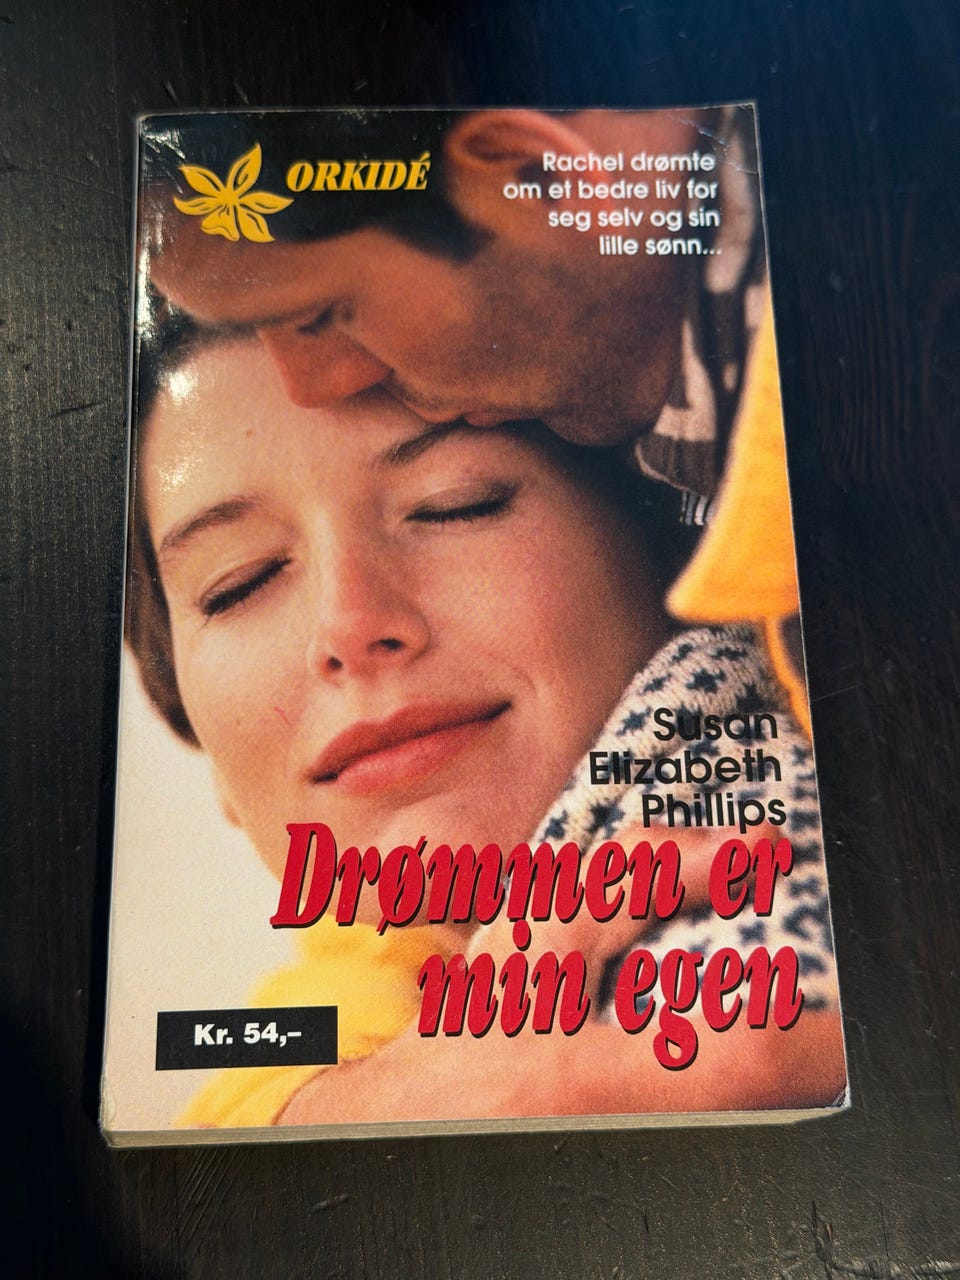 ORKIDÉ
Rachel drømte
om et bedre liv for
seg selv og sin
lille sønn...
Susan
Elizabeth
Phillips
Drømmen er
min egen
Kr. 54,–